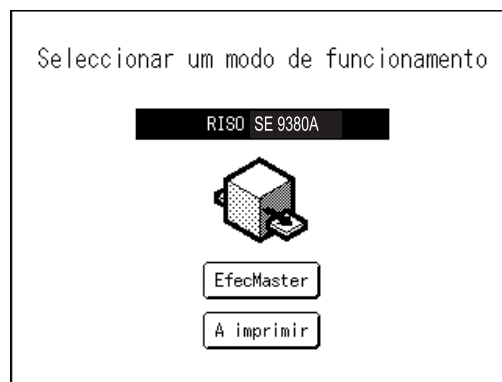 Seleccionar um modo de funcionamento
RISO SE 9380A
EfecMaster
A imprimir